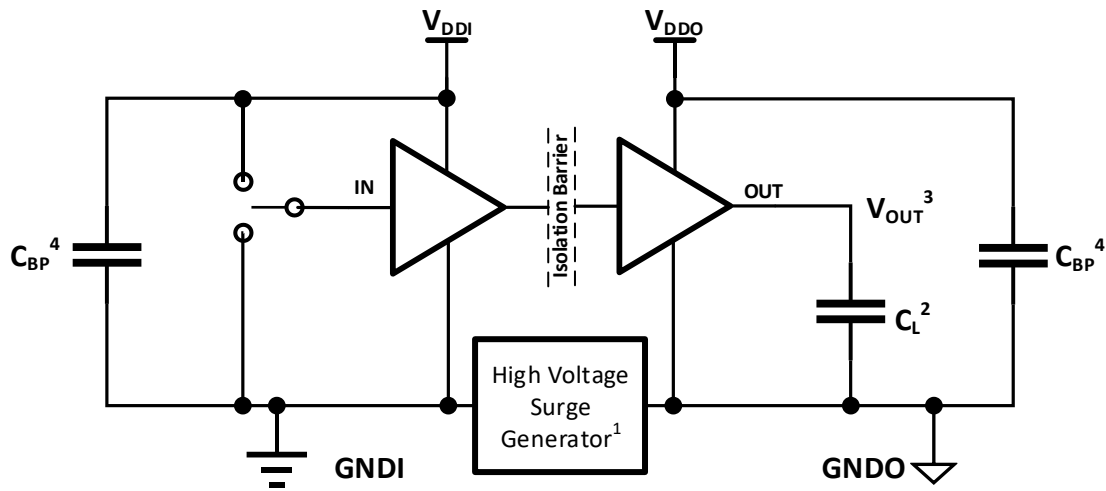 VDDI
VDDO
IN
Isolation Barrier
OUT
VOUT3
CBP4
CBP4
CL2
High Voltage
Surge
Generator1
GNDI
GNDO